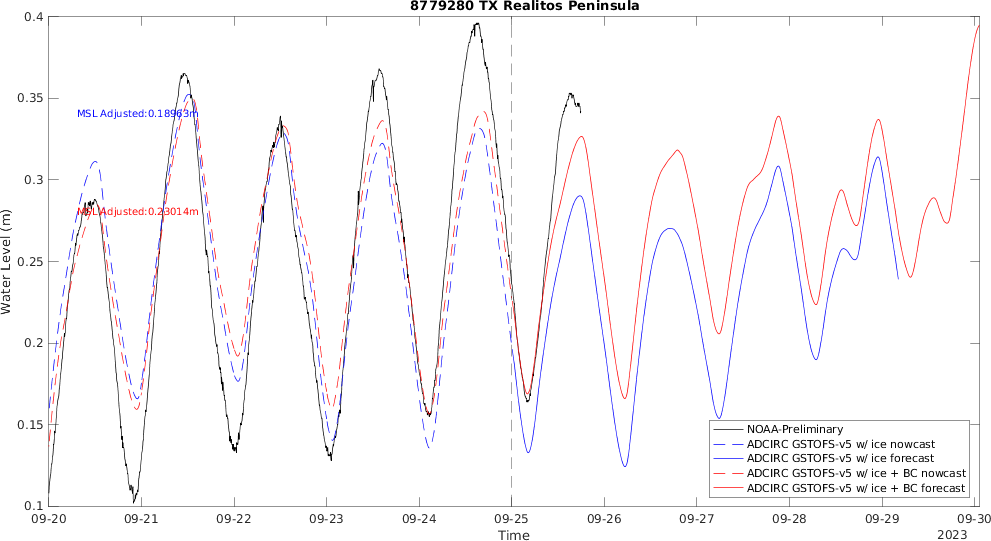 8779280 TX Realitos Peninsula
Water Level (m)
0.4
0.35
0.3
0.25
0.2
0.15
0.1
MSL Adjusted:0.18963m
MSL Adjusted:0.23014m
NOAA-Preliminary
ADCIRC GSTOFS-v5 w/ ice nowcast
ADCIRC GSTOFS-v5 w/ ice forecast
ADCIRC GSTOFS-v5 w/ ice + BC nowcast
ADCIRC GSTOFS-v5 w/ ice + BC forecast
09-20 09-21 09-22 09-23 09-24 09-25 09-26 09-27 09-28 09-29 09-30
Time
2023